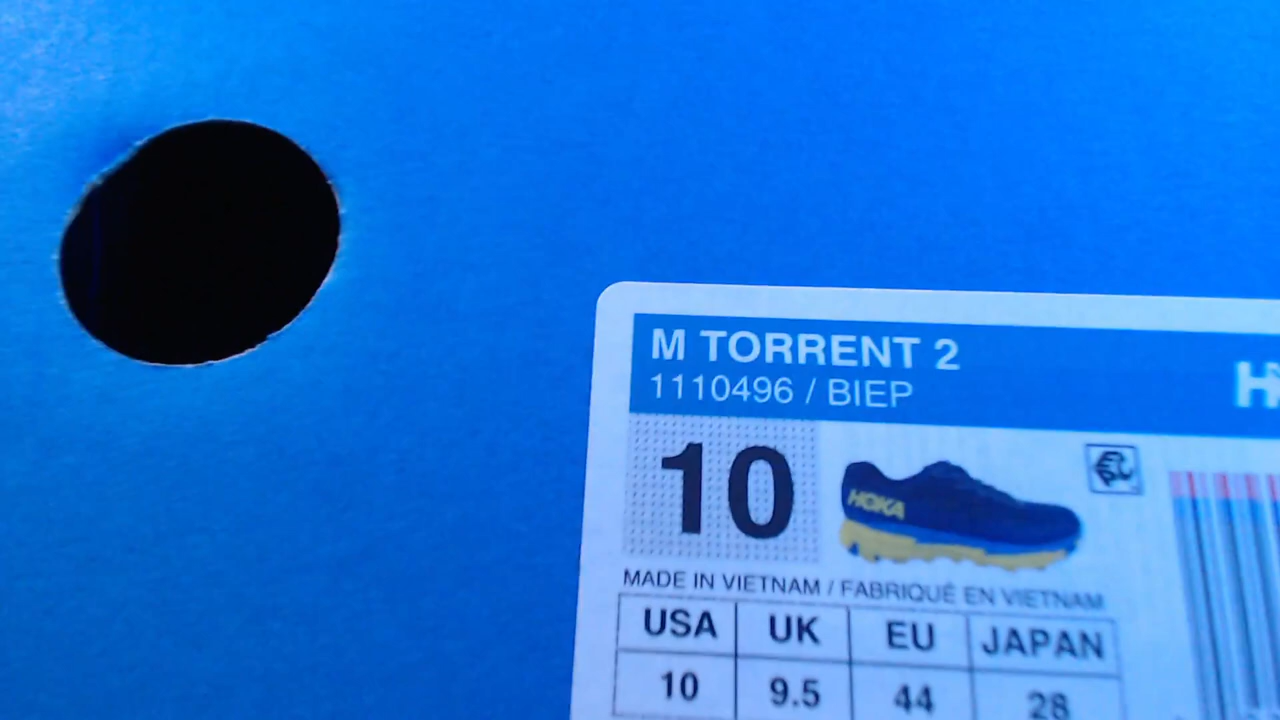 M TORRENT 2
1110496 / BIEP
10
HOKA
MADE IN VIETNAM / FABRIQUÉ EN VIETNAM
USA UK EU JAPAN
10 9.5 44 28